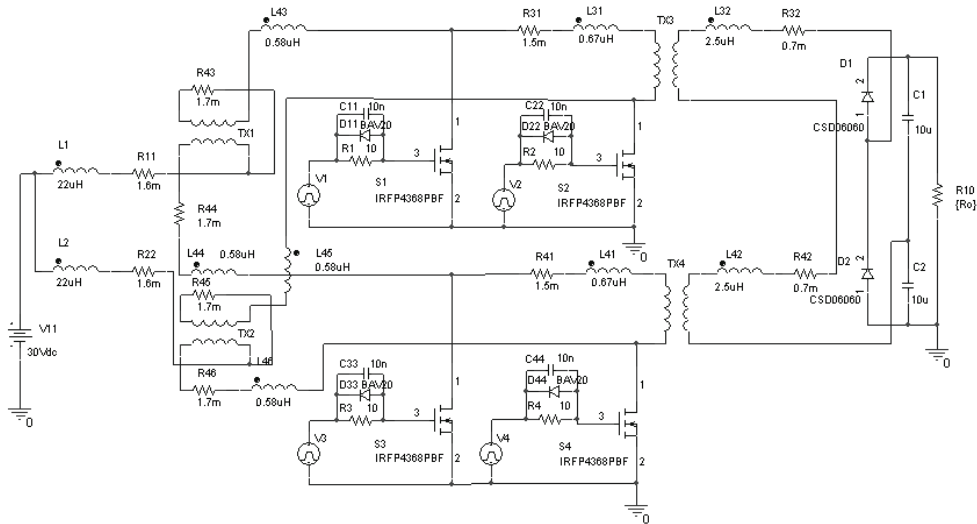 L43
0.58uH
R31
1.5m
L31
0.67uH
TX3
L32
2.5uH
R32
0.7m
D1
2
1
CSD06060
C1
10u
R43
1.7m
TX1
C11
10n
D11
BAV20
R1
10
3
1
2
V1
S1
IRFP4368PBF
C22
10n
D22
BAV20
R2
10
3
1
2
V2
S2
IRFP4368PBF
0
L1
22uH
R11
1.6m
R44
1.7m
R10
{Ro}
L2
22uH
R22
1.6m
L44
0.58uH
L45
0.58uH
R45
1.7m
TX2
L46
R46
1.7m
0.58uH
R41
1.5m
L41
0.67uH
TX4
L42
2.5uH
R42
0.7m
D2
2
1
CSD06060
C2
10u
0
V11
30Vdc
0
C33
10n
D33
BAV20
R3
10
3
1
2
V3
S3
IRFP4368PBF
C44
10n
D44
BAV20
R4
10
3
1
2
V4
S4
IRFP4368PBF
0